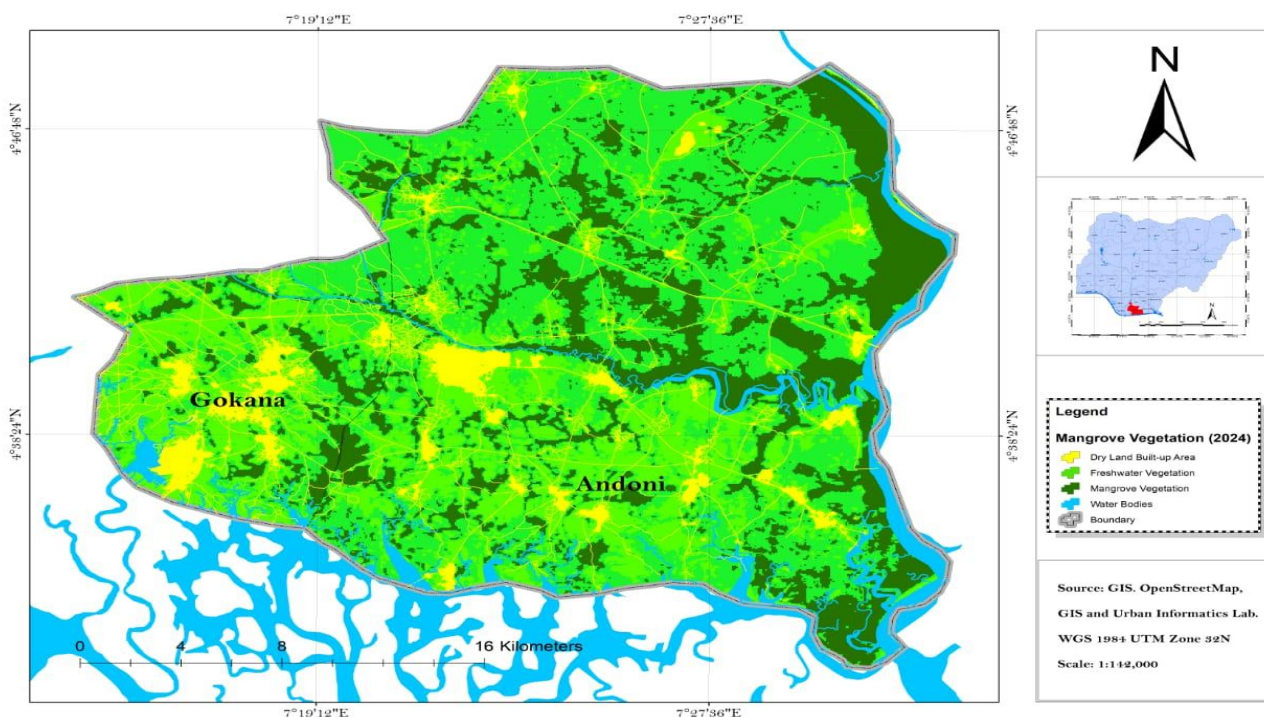 7°19'12"E
7°27'36"E
4°46'48"N
4°46'48"N
4°38'24"N
4°38'24"N
Gokana
Andoni
0 4 8 16 Kilometers
7°19'12"E
7°27'36"E
N
N
Legend
Mangrove Vegetation (2024)
Dry Land Built-up Area
Freshwater Vegetation
Mangrove Vegetation
Water Bodies
Boundary
Source: GIS. OpenStreetMap,
GIS and Urban Informatics Lab.
WGS 1984 UTM Zone 32N
Scale: 1:142,000